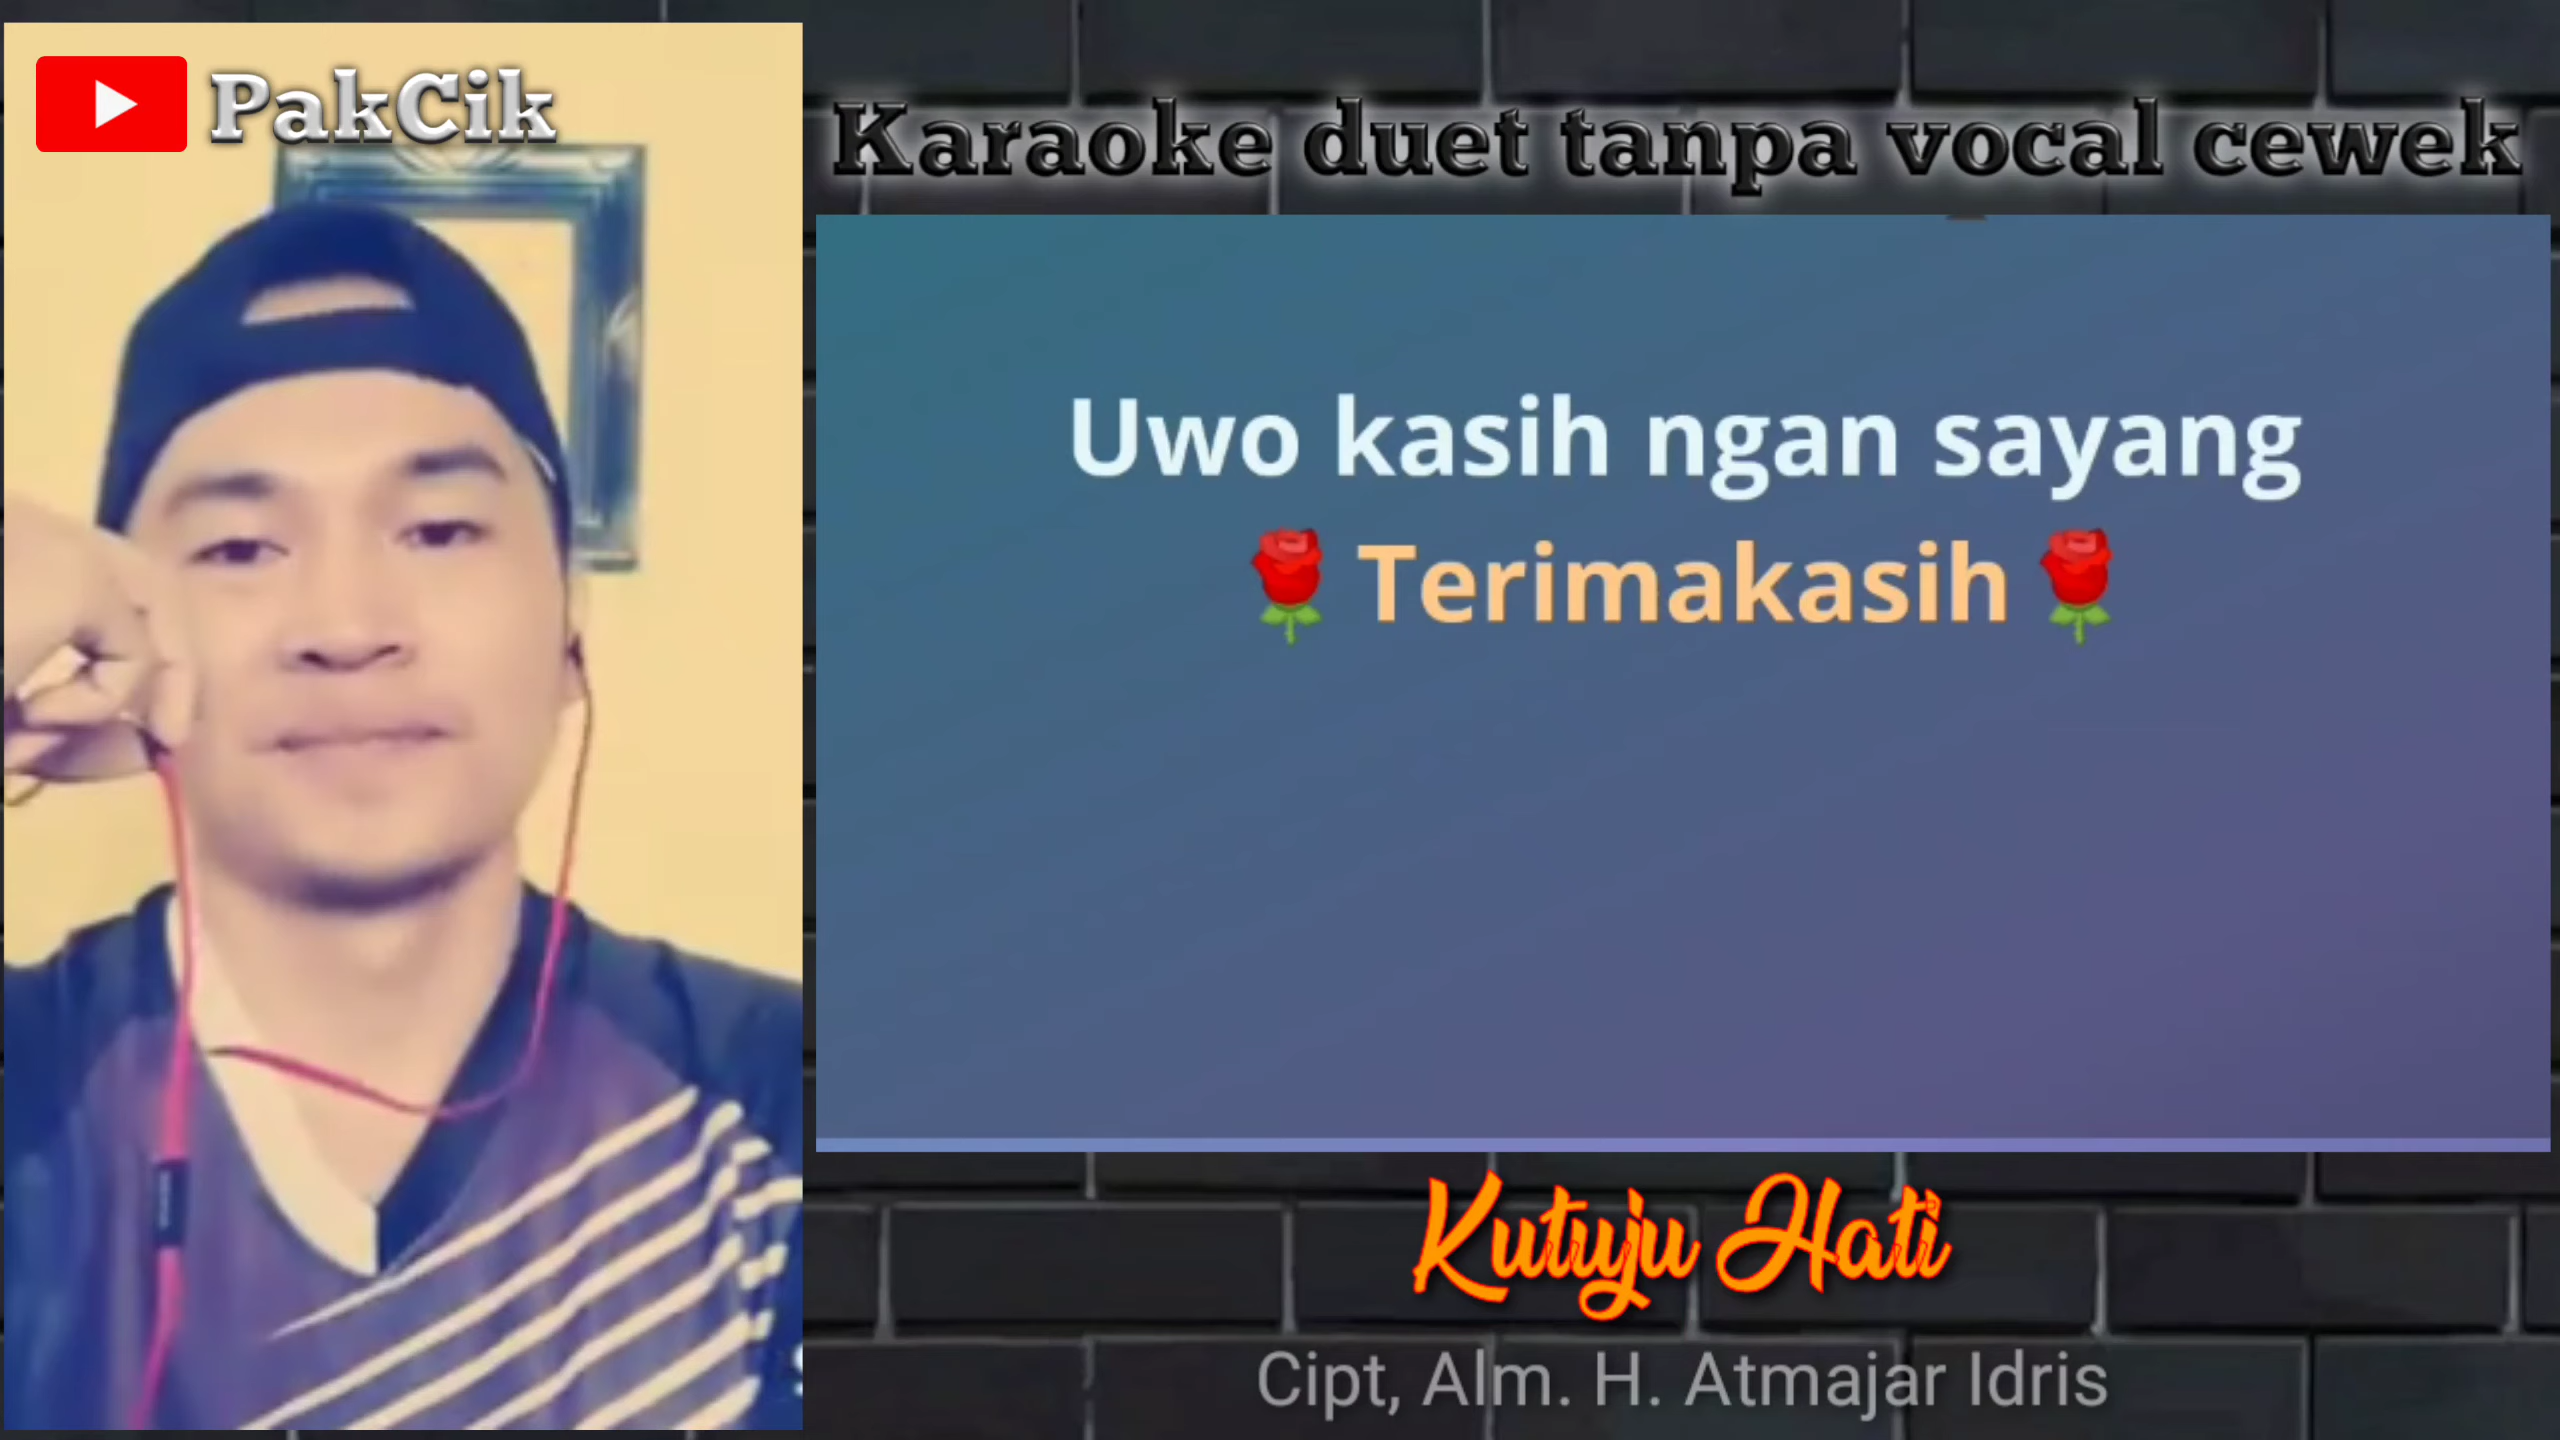 PakCik
Karaoke duet tanpa vocal cewek
Uwo kasih ngan sayang
🌹Terimakasih🌹
Kutuju Hati
Cipt, Alm. H. Atmajar Idris